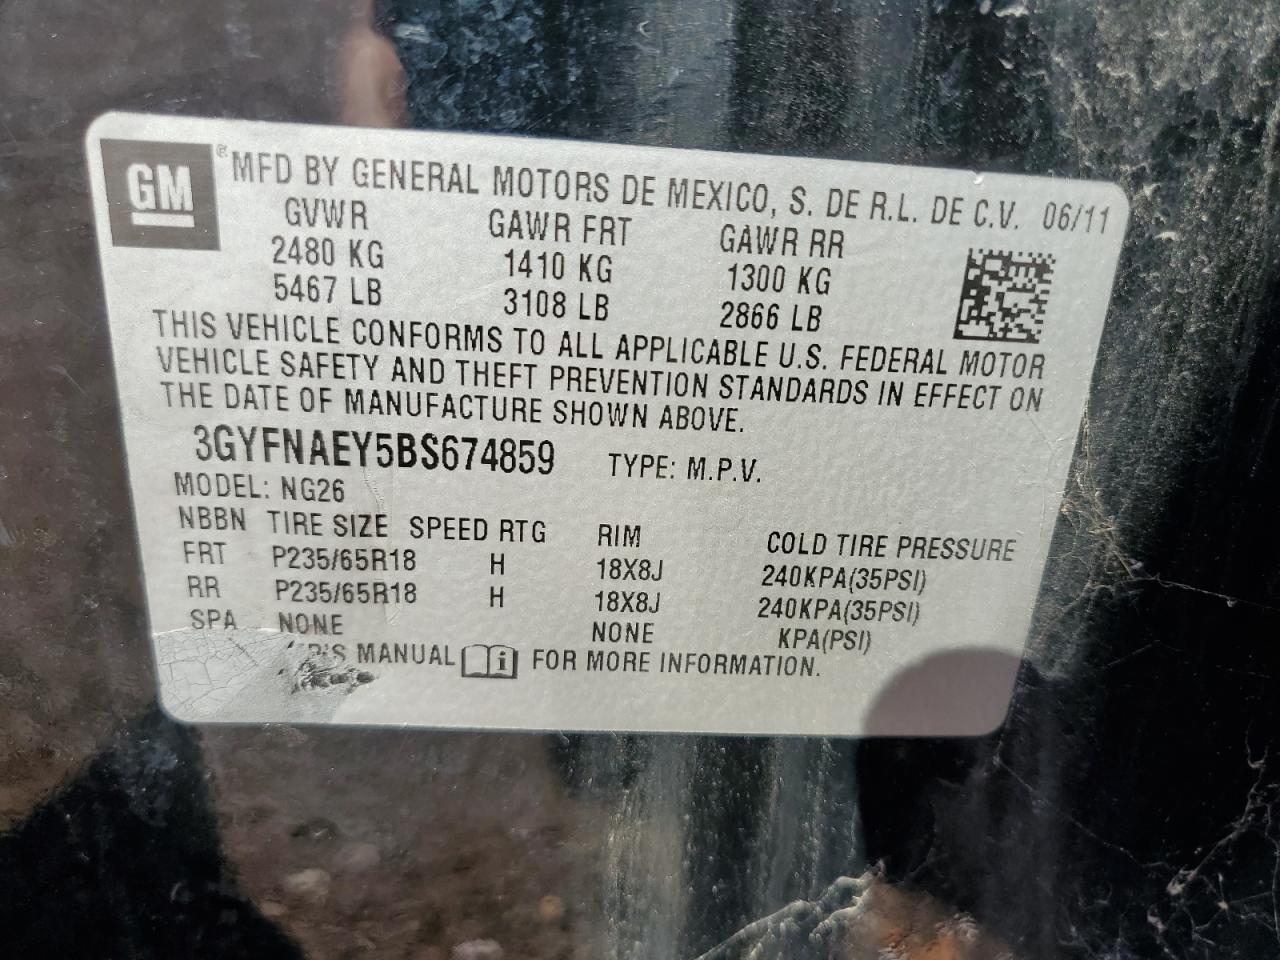 GM ® MFD BY GENERAL MOTORS DE MEXICO, S. DE R.L. DE C.V. 06/11
GVWR GAWR FRT GAWR RR
2480 KG 1410 KG 1300 KG
5467 LB 3108 LB 2866 LB
THIS VEHICLE CONFORMS TO ALL APPLICABLE U.S. FEDERAL MOTOR
VEHICLE SAFETY AND THEFT PREVENTION STANDARDS IN EFFECT ON
THE DATE OF MANUFACTURE SHOWN ABOVE.
3GYFNAEY5BS674859 TYPE: M.P.V.
MODEL: NG26
NBBN TIRE SIZE SPEED RTG RIM COLD TIRE PRESSURE
FRT P235/65R18 H 18X8J 240KPA(35PSI)
RR P235/65R18 H 18X8J 240KPA(35PSI)
SPA NONE NONE KPA(PSI)
MANUAL i FOR MORE INFORMATION.